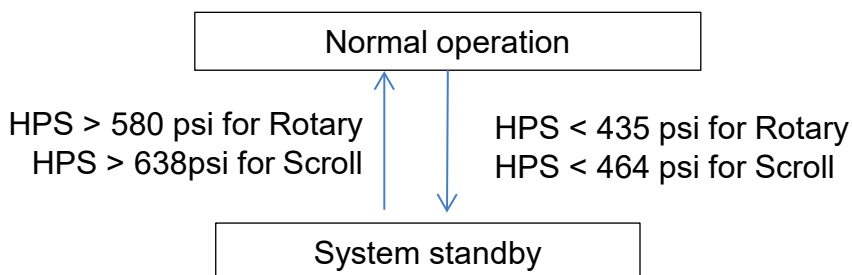 Normal operation
HPS > 580 psi for Rotary
HPS > 638psi for Scroll
HPS < 435 psi for Rotary
HPS < 464 psi for Scroll
System standby